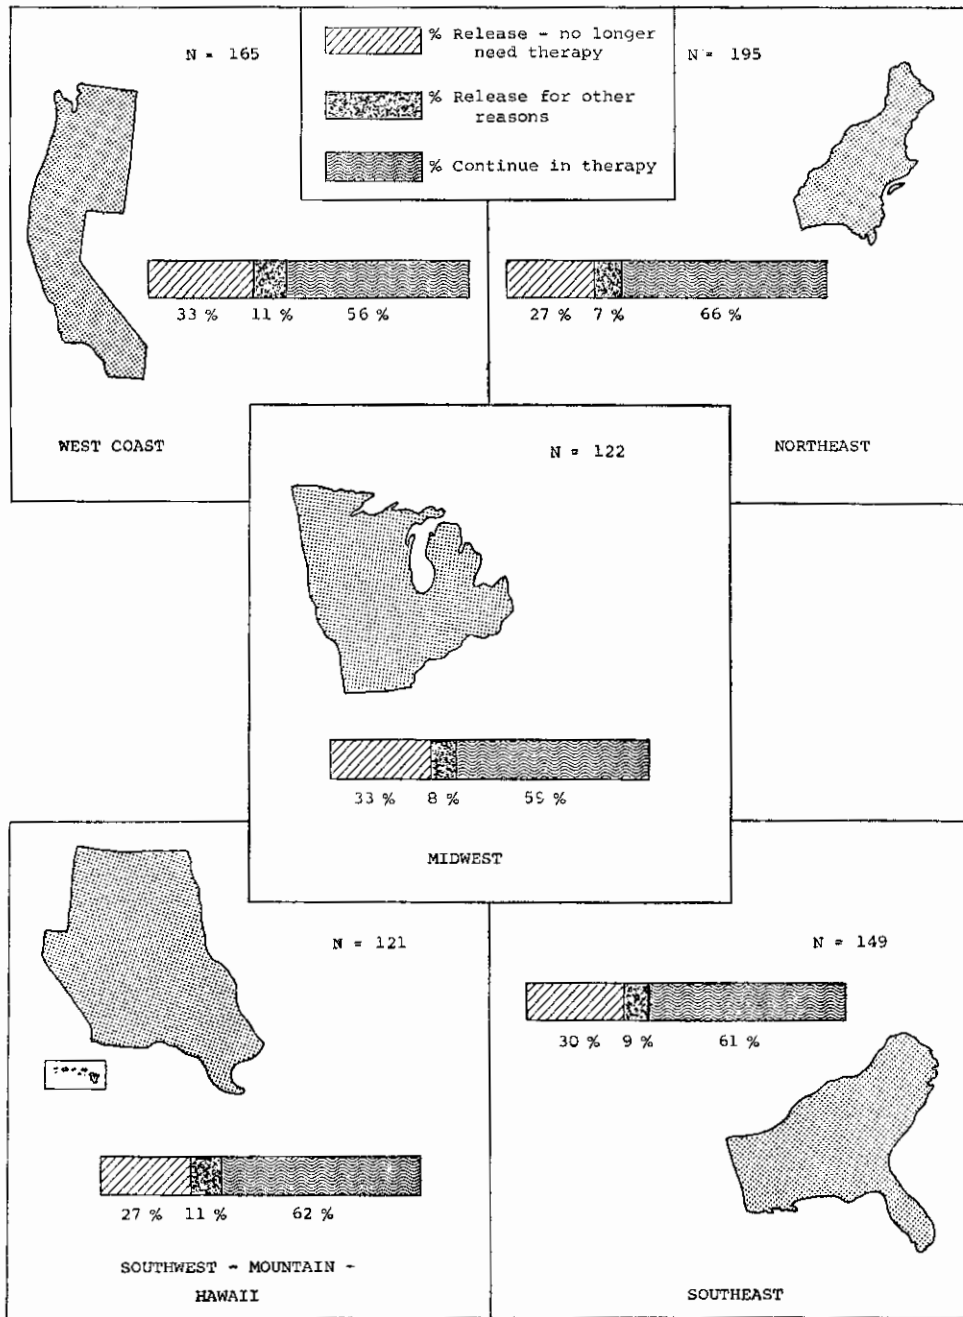 N = 165
% Release - no longer
need therapy
% Release for other
reasons
% Continue in therapy
N = 195
33 % 11 % 56 %
27 % 7 % 66 %
WEST COAST
NORTHEAST
N = 122
33 % 8 % 59 %
MIDWEST
N = 121
27 % 11 % 62 %
SOUTHWEST - MOUNTAIN -
HAWAII
N = 149
30 % 9 % 61 %
SOUTHEAST